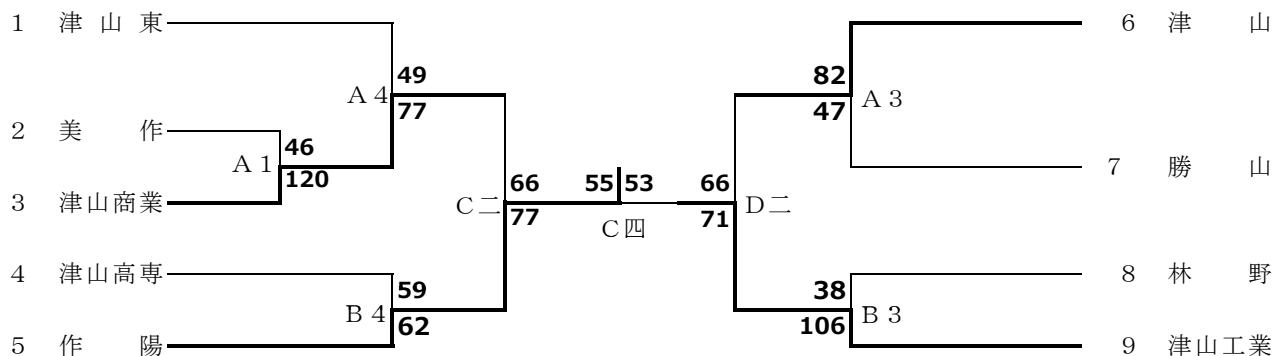 1 津山東
6 津山
49
82
A4
A3
77
47
2 美作
46
A1
120
7 勝山
66
55
53
66
3 津山商業
C二
D二
77
71
C四
4 津山高専
8 林野
59
38
B4
B3
62
106
5 作陽
9 津山工業